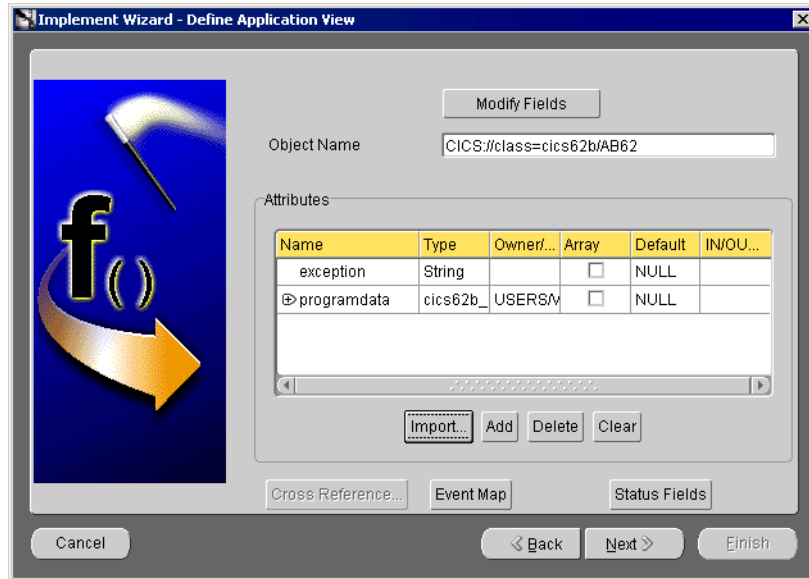 Implement Wizard - Define Application View
Modify Fields
Object Name CICS://class=cics62b/AB62
Attributes
Name Type Owner/... Array Default IN/OU...
exception String NULL
programdata cics62b_ USERS/M NULL
Import... Add Delete Clear
Cross Reference... Event Map Status Fields
f()
Cancel Back Next Finish